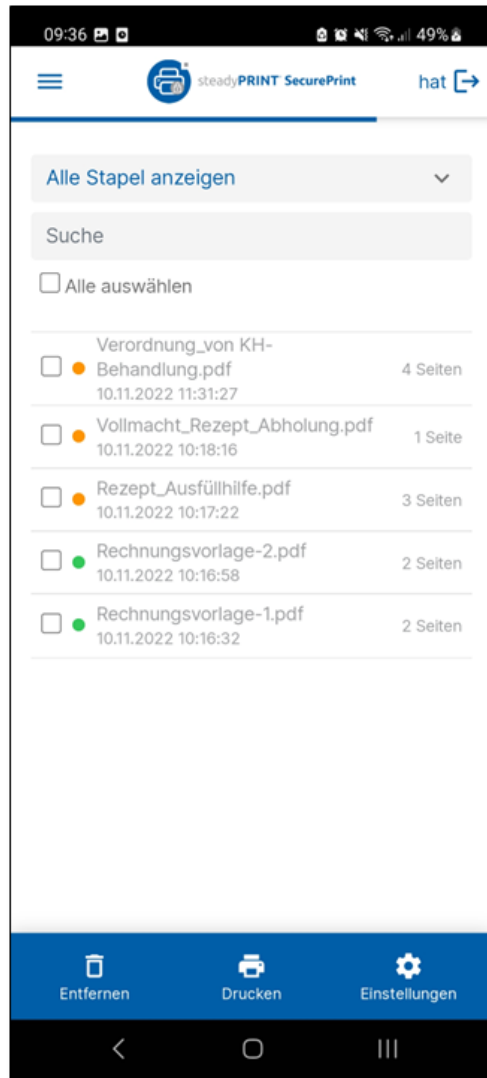 09:36 49%
steadyPRINT SecurePrint hat
Alle Stapel anzeigen
Suche
Alle auswählen
Verordnung_von KH-
Behandlung.pdf 4 Seiten
10.11.2022 11:31:27
Vollmacht_Rezept_Abholung.pdf 1 Seite
10.11.2022 10:18:16
Rezept_Ausfüllhilfe.pdf 3 Seiten
10.11.2022 10:17:22
Rechnungsvorlage-2.pdf 2 Seiten
10.11.2022 10:16:58
Rechnungsvorlage-1.pdf 2 Seiten
10.11.2022 10:16:32
Entfernen Drucken Einstellungen